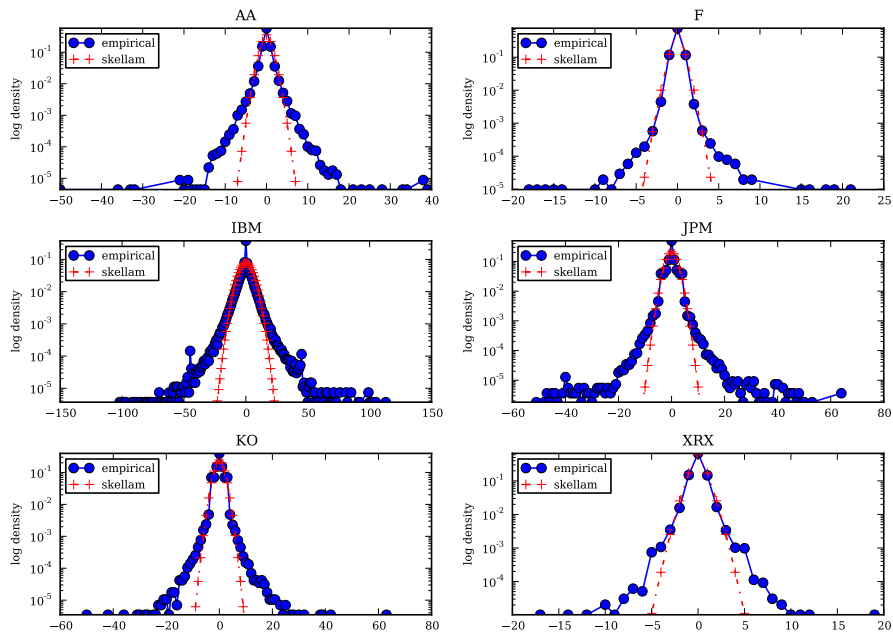 AA
log density
10⁻¹
10⁻²
10⁻³
10⁻⁴
10⁻⁵
empirical
skellam
−50 −40 −30 −20 −10 0 10 20 30 40
F
log density
10⁻¹
10⁻²
10⁻³
10⁻⁴
10⁻⁵
empirical
skellam
−20 −15 −10 −5 0 5 10 15 20 25
IBM
log density
10⁻¹
10⁻²
10⁻³
10⁻⁴
10⁻⁵
empirical
skellam
−150 −100 −50 0 50 100 150
JPM
log density
10⁻¹
10⁻²
10⁻³
10⁻⁴
10⁻⁵
empirical
skellam
−60 −40 −20 0 20 40 60 80
KO
log density
10⁻¹
10⁻²
10⁻³
10⁻⁴
10⁻⁵
empirical
skellam
−60 −40 −20 0 20 40 60 80
XRX
log density
10⁻¹
10⁻²
10⁻³
10⁻⁴
empirical
skellam
−20 −15 −10 −5 0 5 10 15 20